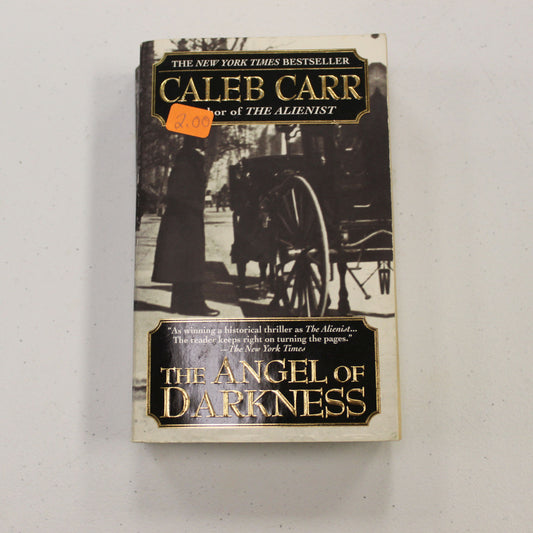 THE NEW YORK TIMES BESTSELLER
CALEB CARR
of THE ALIENIST
2.00
"As winning a historical thriller as The Alienist...
The reader keeps right on turning the pages."
—The New York Times
THE ANGEL OF
DARKNESS